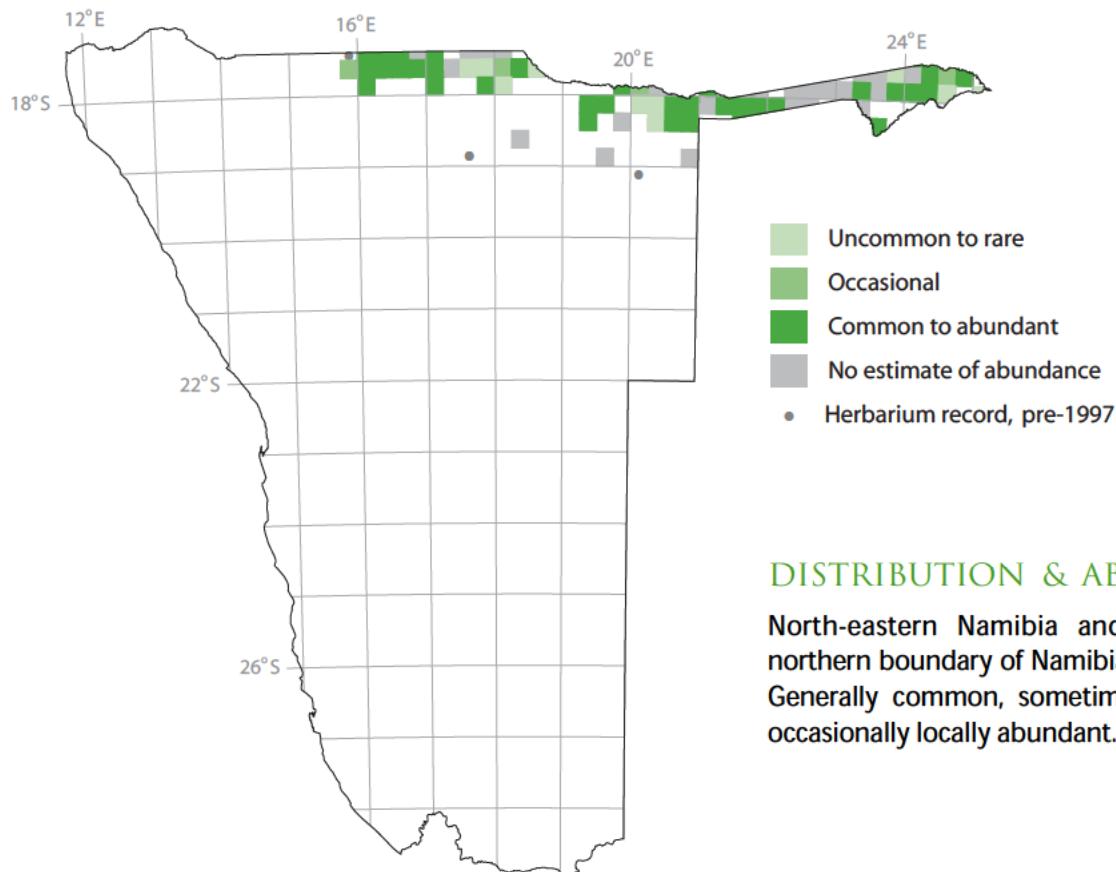 12°E
16°E
20°E
24°E
18°S
22°S
26°S
Uncommon to rare
Occasional
Common to abundant
No estimate of abundance
Herbarium record, pre-1997
DISTRIBUTION & AB
North-eastern Namibia and
northern boundary of Namibia
Generally common, sometim
occasionally locally abundant.